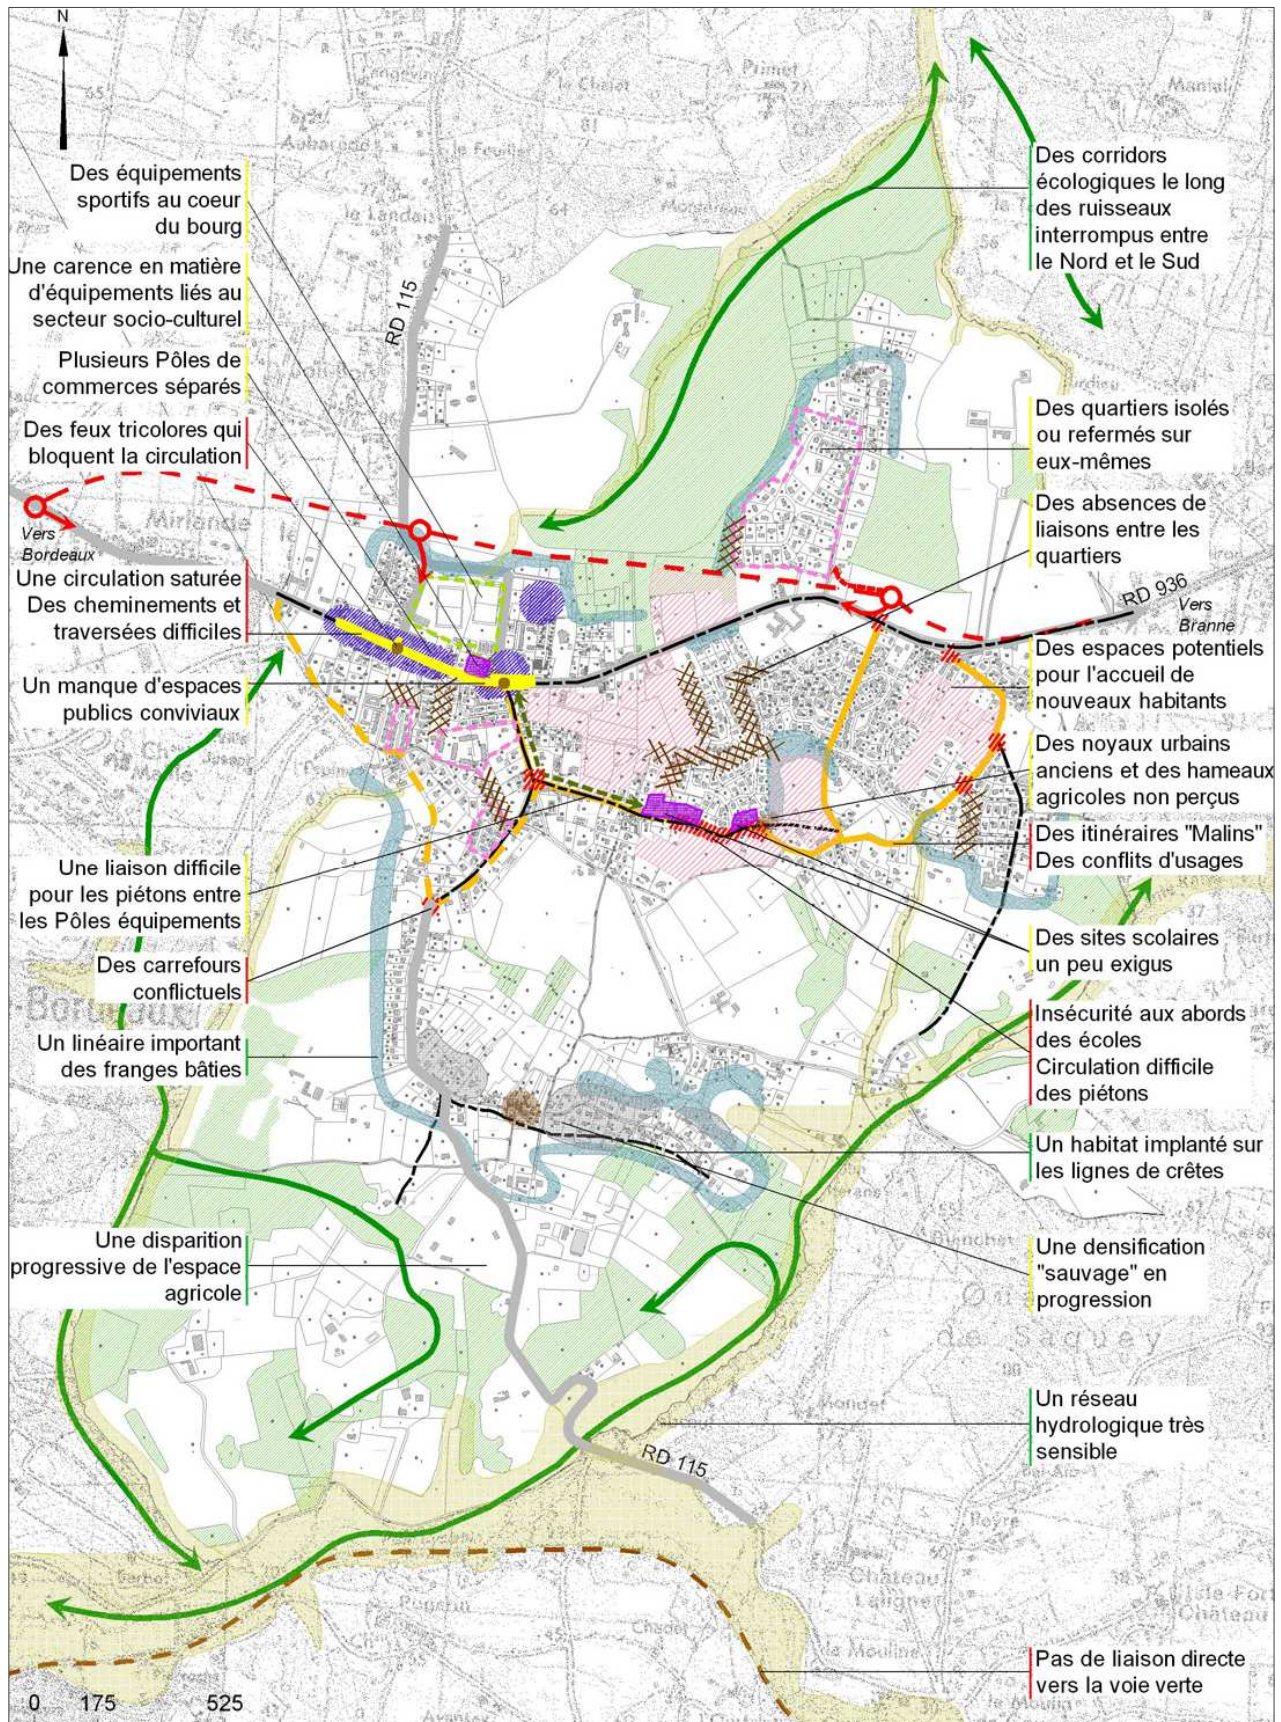 N
Des équipements
sportifs au coeur
du bourg
Une carence en matière
d'équipements liés au
secteur socio-culturel
Plusieurs Pôles de
commerces séparés
Des feux tricolores qui
bloquent la circulation
Vers
Bordeaux
Mirlande
Une circulation saturée
Des cheminements et
traversées difficiles
Un manque d'espaces
publics conviviaux
Une liaison difficile
pour les piétons entre
les Pôles équipements
Des carrefours
conflictuels
Un linéaire important
des franges bâties
Une disparition
progressive de l'espace
agricole
RD 115
RD 936
Vers
Branne
Des corridors
écologiques le long
des ruisseaux
interrompus entre
le Nord et le Sud
Des quartiers isolés
ou refermés sur
eux-mêmes
Des absences de
liaisons entre les
quartiers
Des espaces potentiels
pour l'accueil de
nouveaux habitants
Des noyaux urbains
anciens et des hameaux
agricoles non perçus
Des itinéraires "Malins"
Des conflits d'usages
Des sites scolaires
un peu exigus
Insécurité aux abords
des écoles
Circulation difficile
des piétons
Un habitat implanté sur
les lignes de crêtes
Une densification
"sauvage" en
progression
de Saquey
Un réseau
hydrologique très
sensible
RD 115
Château
la Mouline
Château
Pas de liaison directe
vers la voie verte
0 175 525